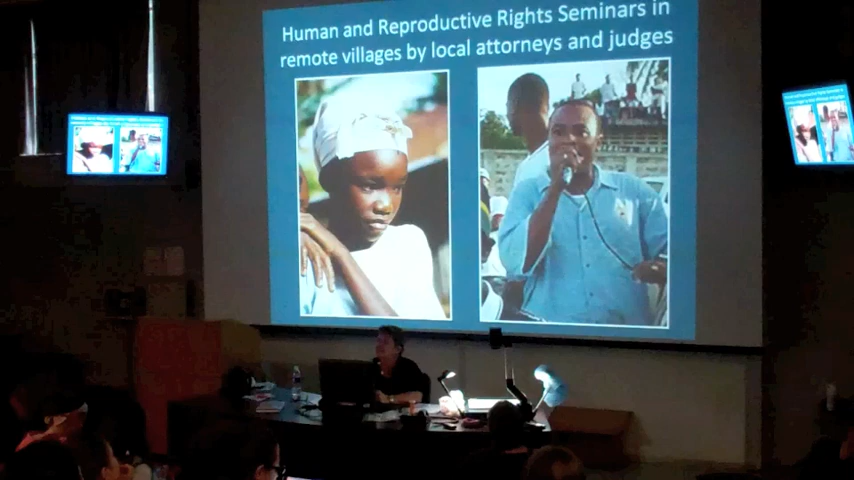 Human and Reproductive Rights Seminars in
remote villages by local attorneys and judges